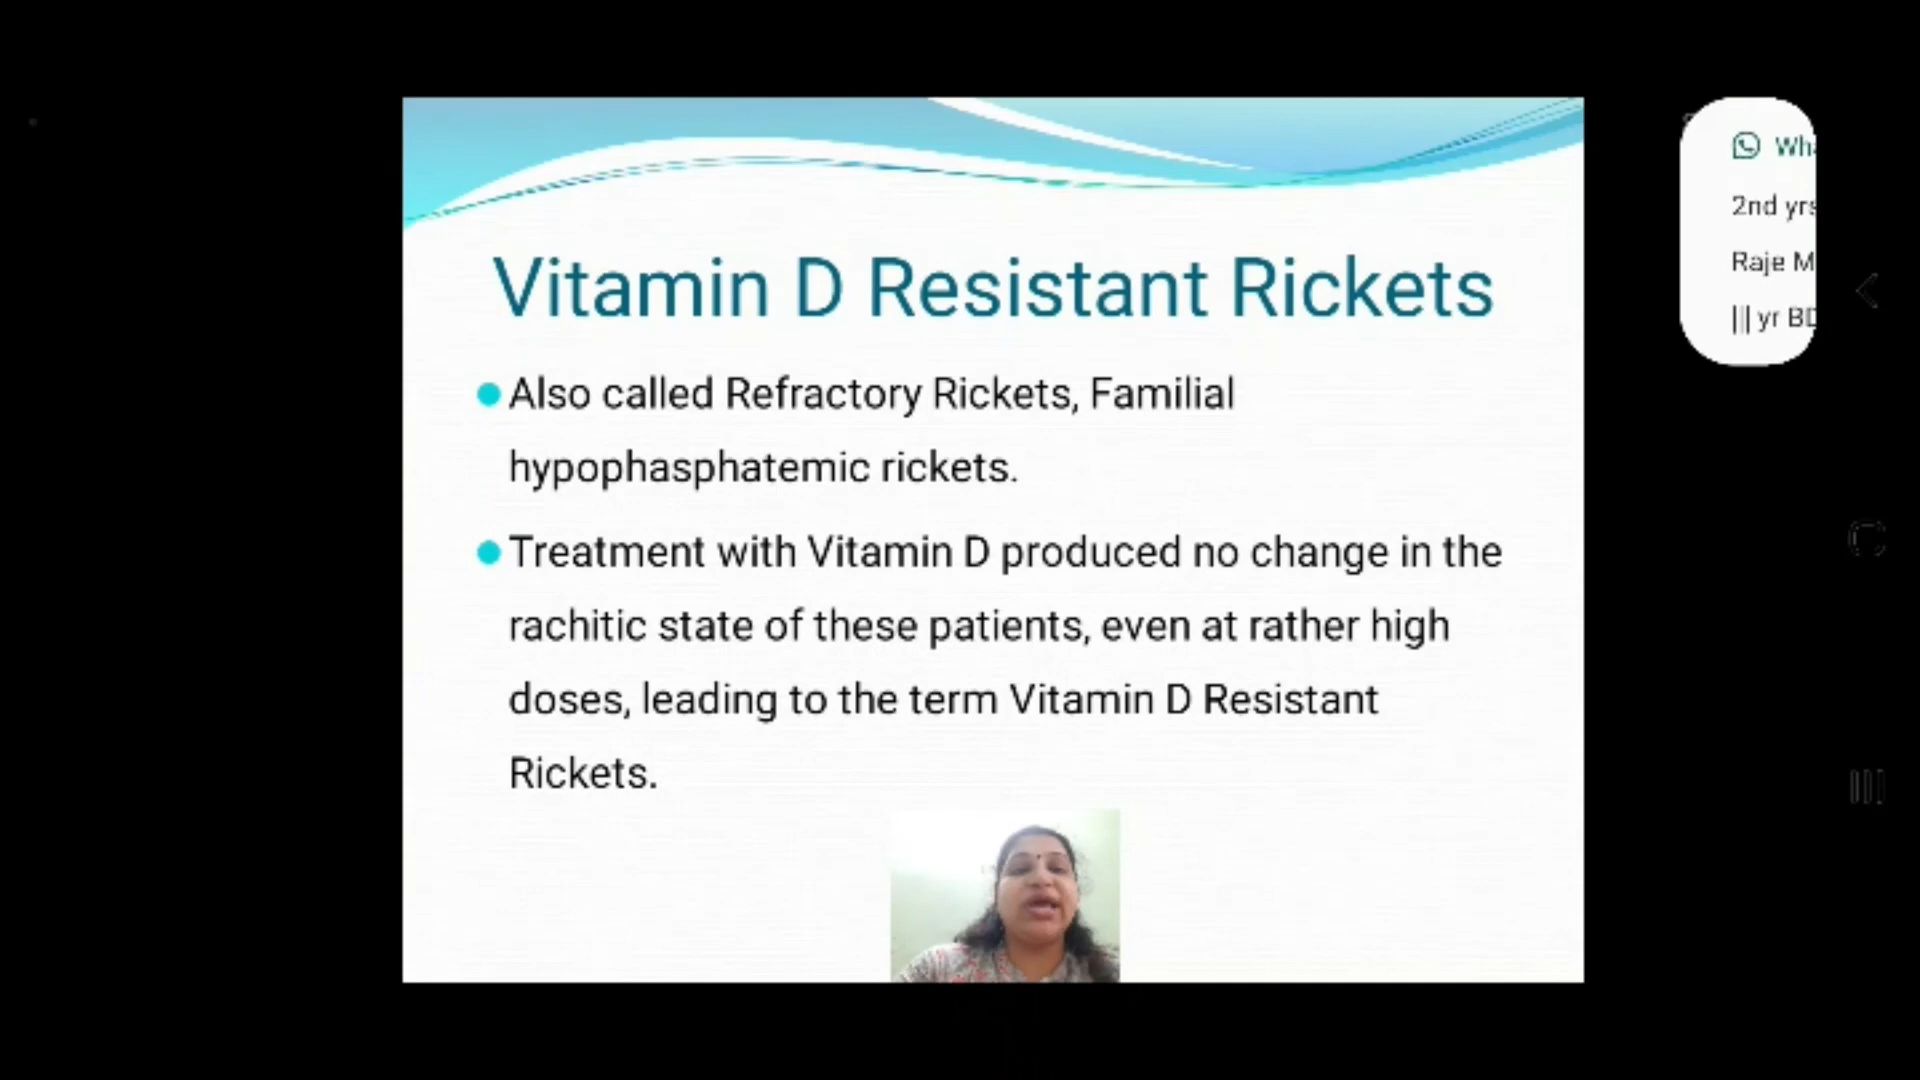 Vitamin D Resistant Rickets
Also called Refractory Rickets, Familial
hypophasphatemic rickets.
Treatment with Vitamin D produced no change in the
rachitic state of these patients, even at rather high
doses, leading to the term Vitamin D Resistant
Rickets.
2nd yrs
Raje M
||| yr